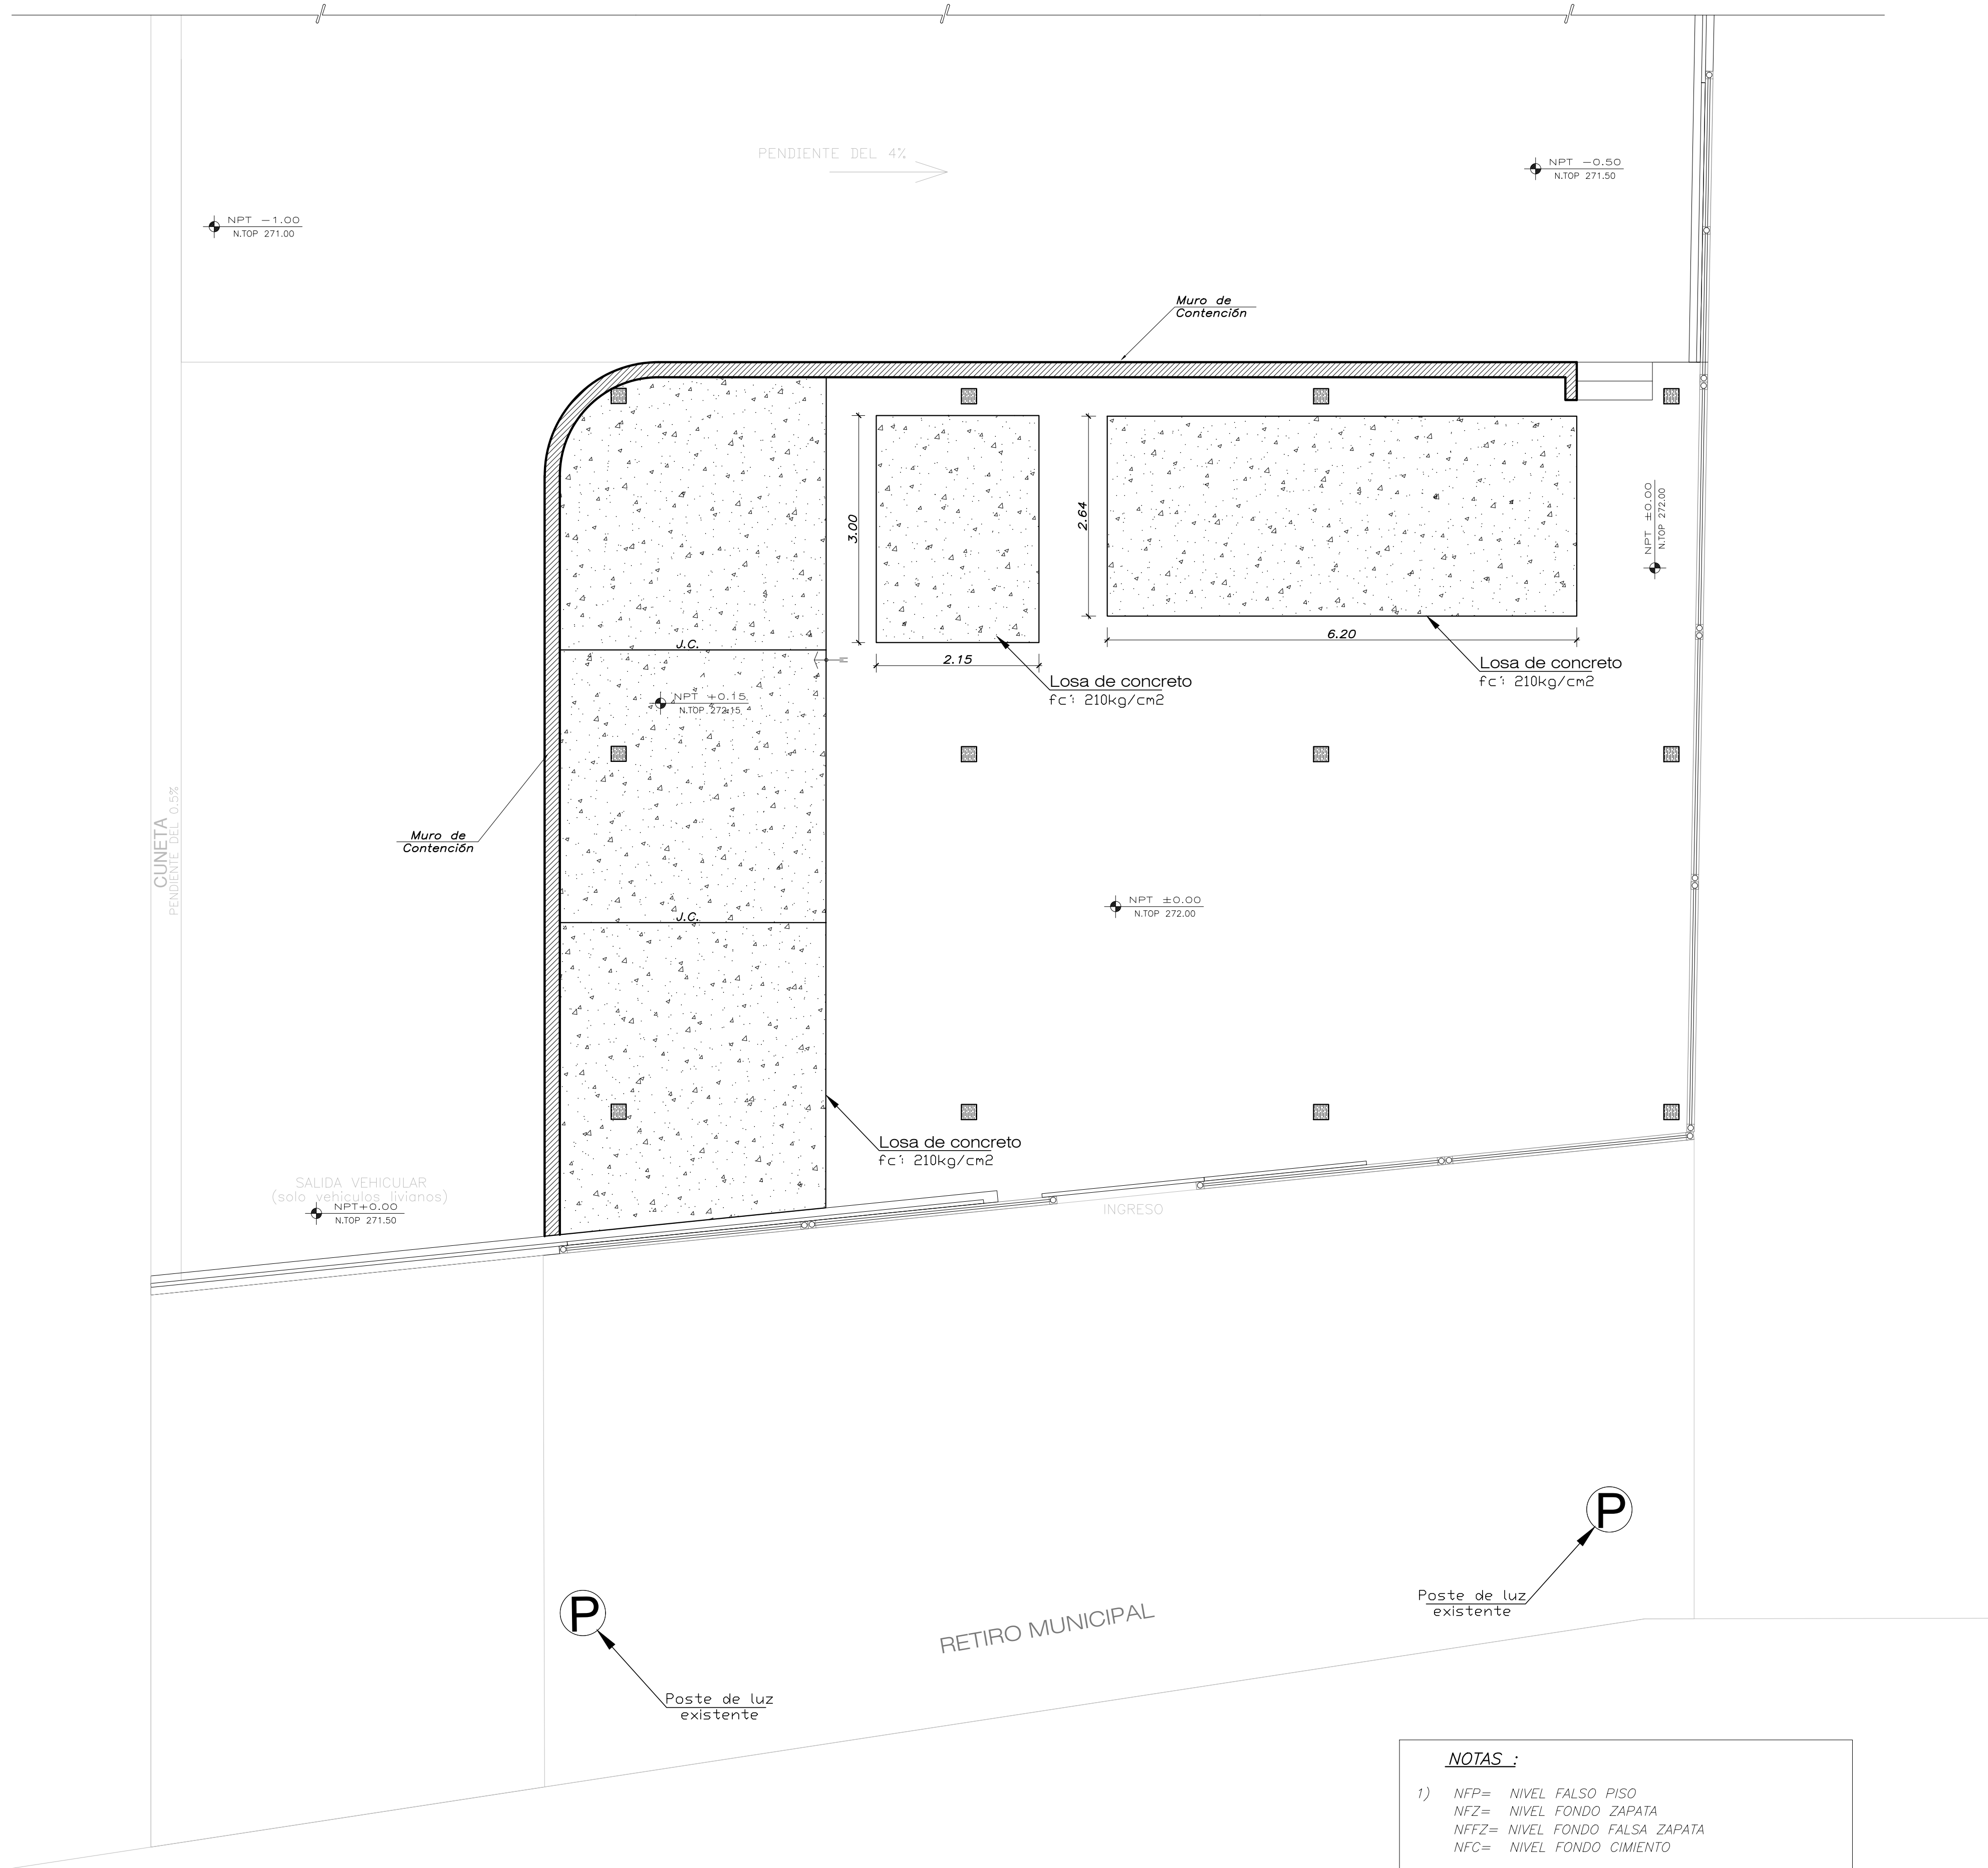 PENDIENTE DEL 4%
NPT -0.50
N.TOP 271.50
NPT -1.00
N.TOP 271.00
Muro de
Contención
3.00
2.64
NPT ±0.00
N.TOP 272.00
J.C.
2.15
6.20
Losa de concreto
fc': 210kg/cm2
Losa de concreto
fc': 210kg/cm2
NPT +0.15
N.TOP 272.15
CUNETA
PENDIENTE DEL 0.5%
Muro de
Contención
J.C.
NPT ±0.00
N.TOP 272.00
Losa de concreto
fc': 210kg/cm2
SALIDA VEHICULAR
(solo vehiculos livianos)
NPT+0.00
N.TOP 271.50
INGRESO
P
Poste de luz
existente
P
Poste de luz
existente
RETIRO MUNICIPAL
NOTAS :
1) NFP= NIVEL FALSO PISO
NFZ= NIVEL FONDO ZAPATA
NFFZ= NIVEL FONDO FALSA ZAPATA
NFC= NIVEL FONDO CIMIENTO